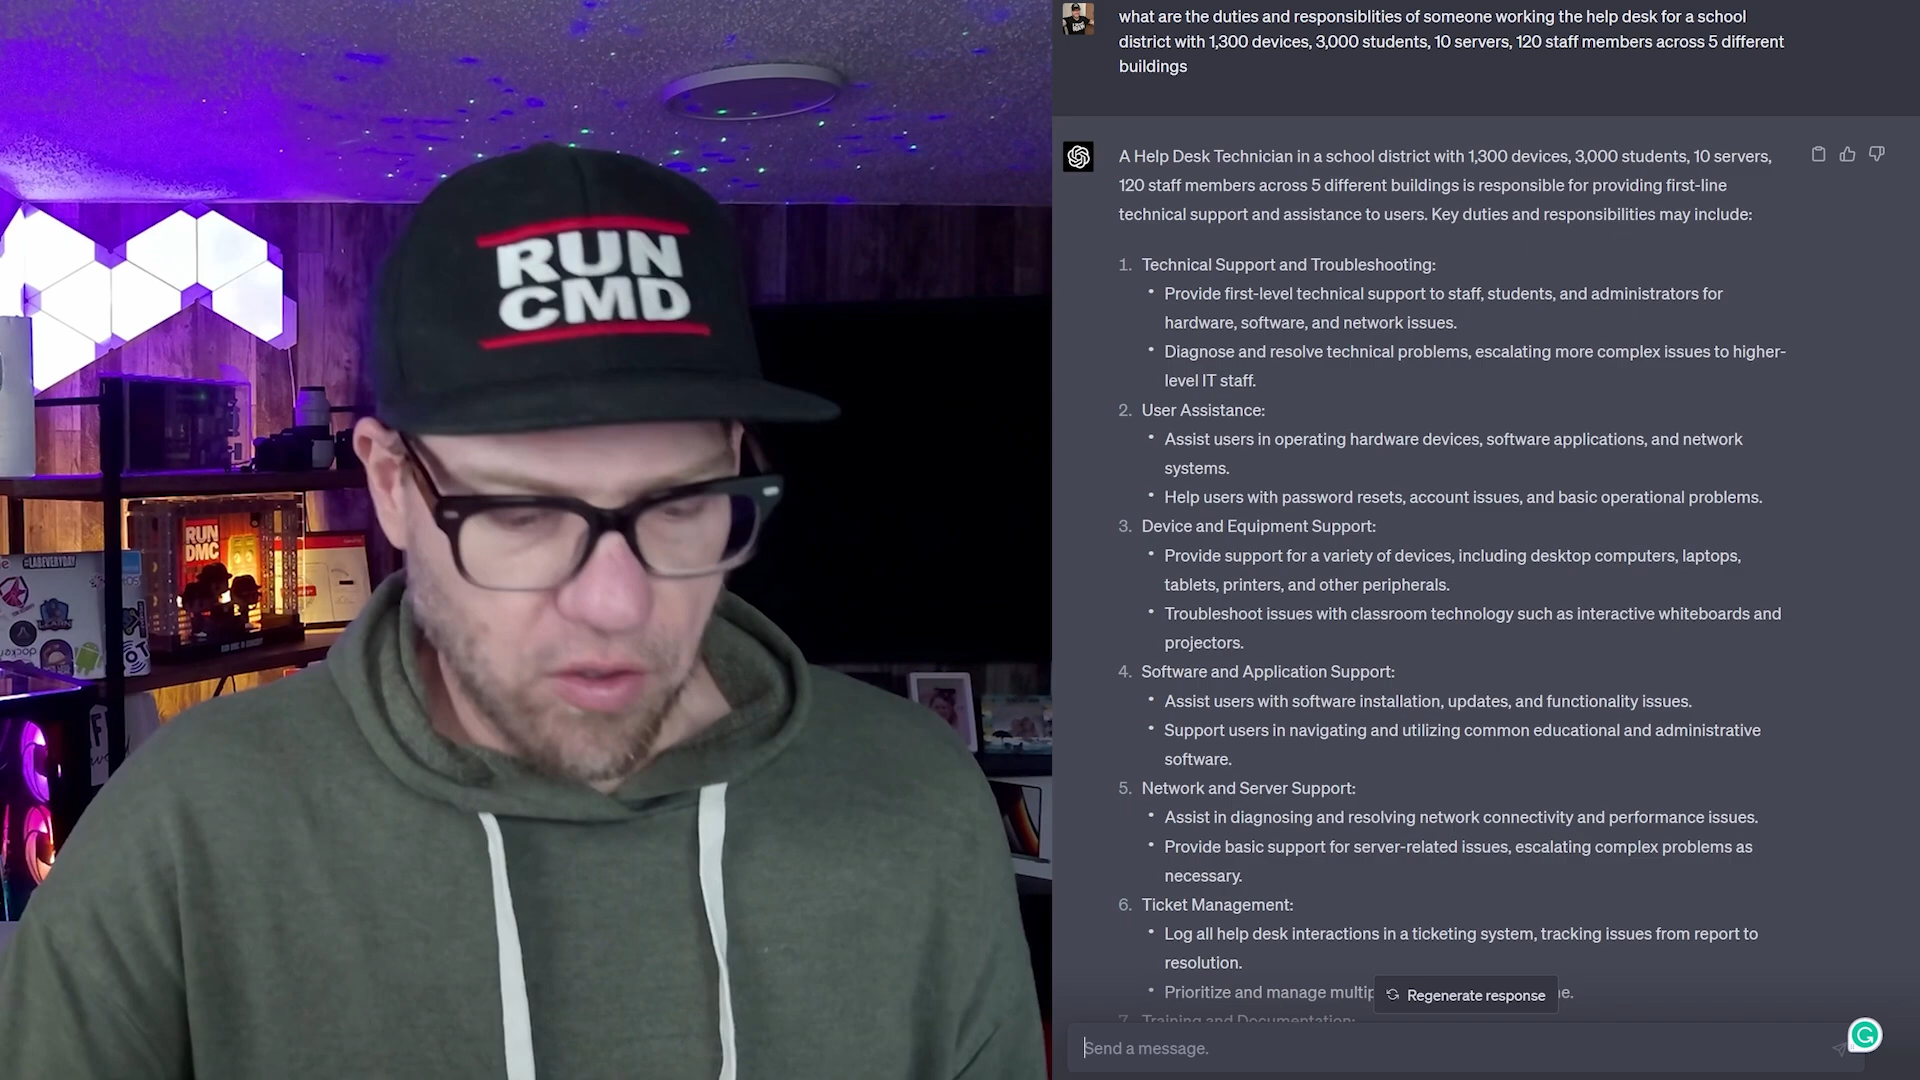 what are the duties and responsiblities of someone working the help desk for a school
district with 1,300 devices, 3,000 students, 10 servers, 120 staff members across 5 different
buildings
A Help Desk Technician in a school district with 1,300 devices, 3,000 students, 10 servers,
120 staff members across 5 different buildings is responsible for providing first-line
technical support and assistance to users. Key duties and responsibilities may include:
1. Technical Support and Troubleshooting:
• Provide first-level technical support to staff, students, and administrators for
hardware, software, and network issues.
• Diagnose and resolve technical problems, escalating more complex issues to higher-
level IT staff.
2. User Assistance:
• Assist users in operating hardware devices, software applications, and network
systems.
• Help users with password resets, account issues, and basic operational problems.
3. Device and Equipment Support:
• Provide support for a variety of devices, including desktop computers, laptops,
tablets, printers, and other peripherals.
• Troubleshoot issues with classroom technology such as interactive whiteboards and
projectors.
4. Software and Application Support:
• Assist users with software installation, updates, and functionality issues.
• Support users in navigating and utilizing common educational and administrative
software.
5. Network and Server Support:
• Assist in diagnosing and resolving network connectivity and performance issues.
• Provide basic support for server-related issues, escalating complex problems as
necessary.
6. Ticket Management:
• Log all help desk interactions in a ticketing system, tracking issues from report to
resolution.
• Prioritize and manage
7. Training and Documentation:
Regenerate response
Send a message.
RUN
CMD
RUN
DMC
#LABEVERYDAY
docker